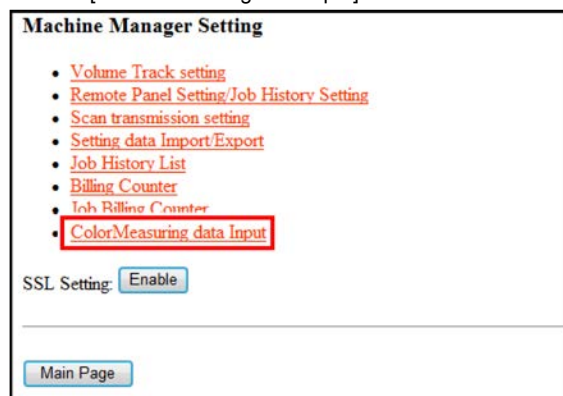 Machine Manager Setting
Volume Track setting
Remote Panel Setting/Job History Setting
Scan transmission setting
Setting data Import/Export
Job History List
Billing Counter
Job Billing Counter
ColorMeasuring data Input
SSL Setting: Enable
Main Page